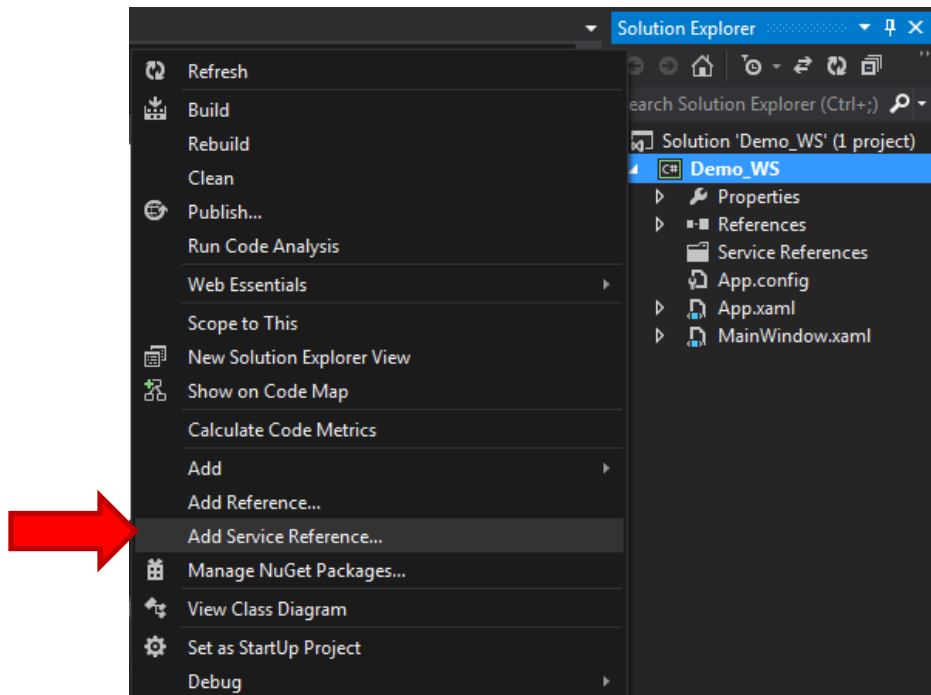 Solution Explorer
Refresh
Build
Rebuild
Clean
Publish...
Run Code Analysis
Web Essentials
Scope to This
New Solution Explorer View
Show on Code Map
Calculate Code Metrics
Add
Add Reference...
Add Service Reference...
Manage NuGet Packages...
View Class Diagram
Set as StartUp Project
Debug
earch Solution Explorer (Ctrl+;)
Solution 'Demo_WS' (1 project)
C# Demo_WS
Properties
References
Service References
App.config
App.xaml
MainWindow.xaml